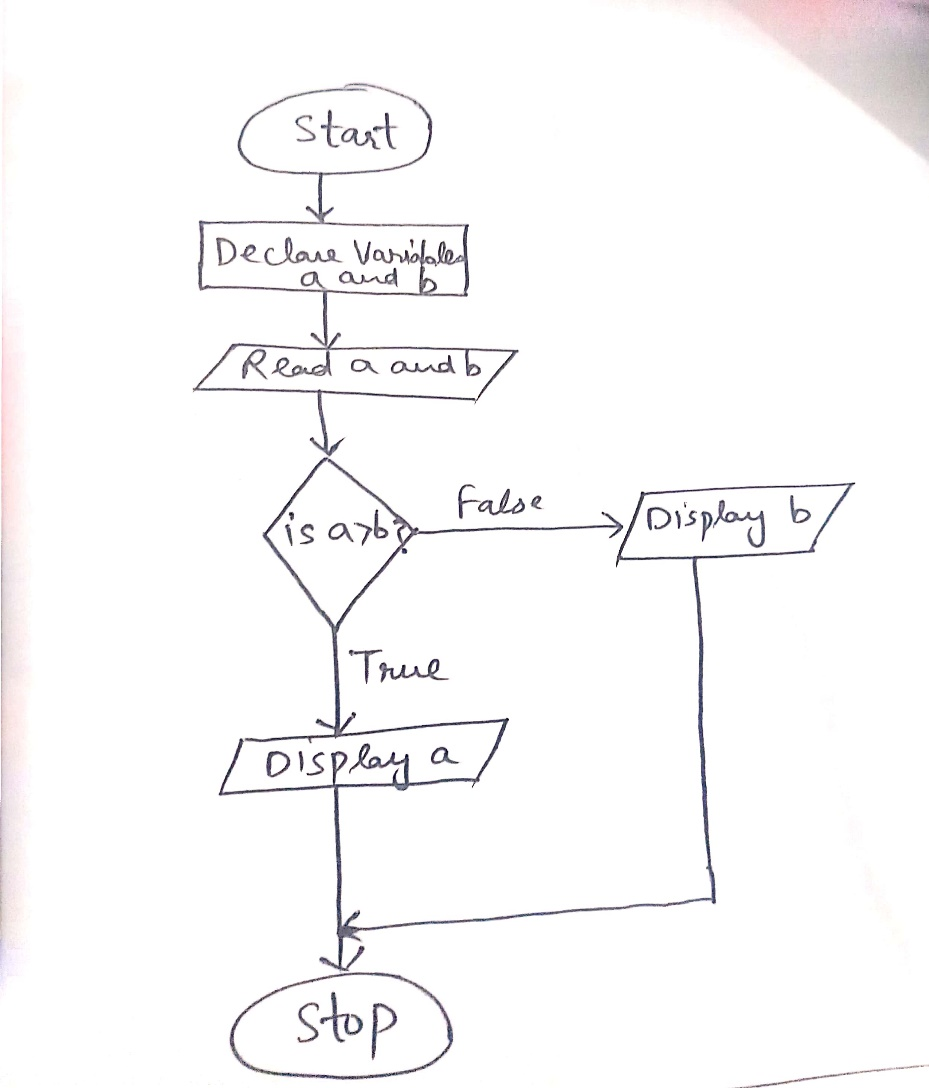 Start
Declare Variables
a and b
Read a and b
is a>b?
False
Display b
True
Display a
Stop